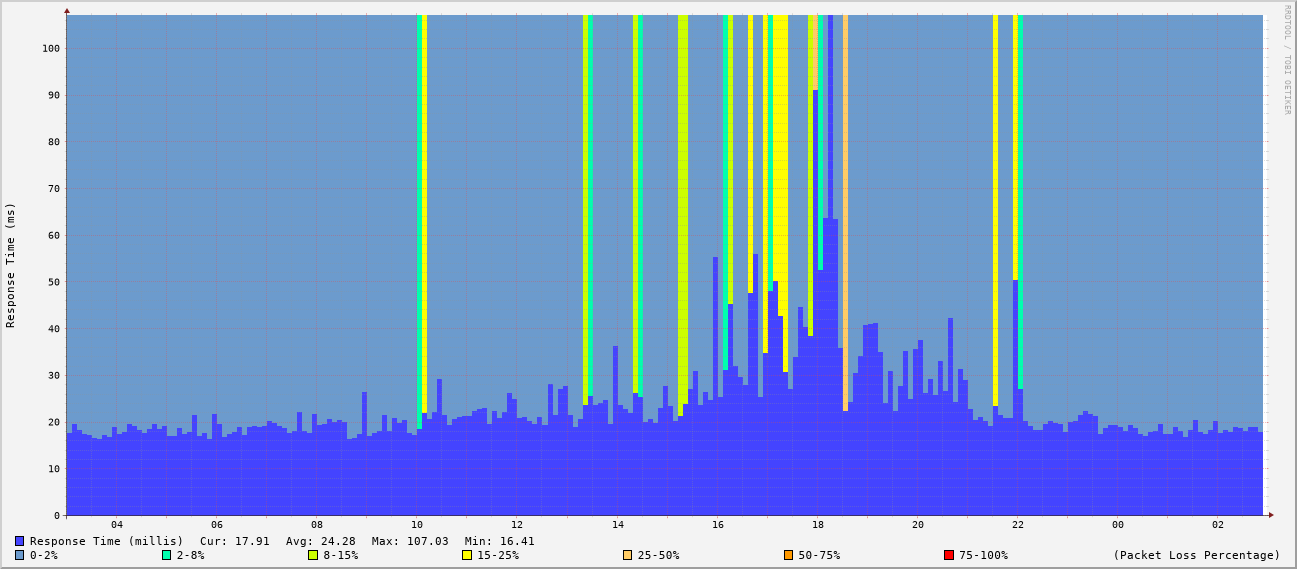 RRDTOOL / TOBI OETIKER
Response Time (ms)
100
90
80
70
60
50
40
30
20
10
0
04 06 08 10 12 14 16 18 20 22 00 02
Response Time (millis) Cur: 17.91 Avg: 24.28 Max: 107.03 Min: 16.41
0-2% 2-8% 8-15% 15-25% 25-50% 50-75% 75-100% (Packet Loss Percentage)